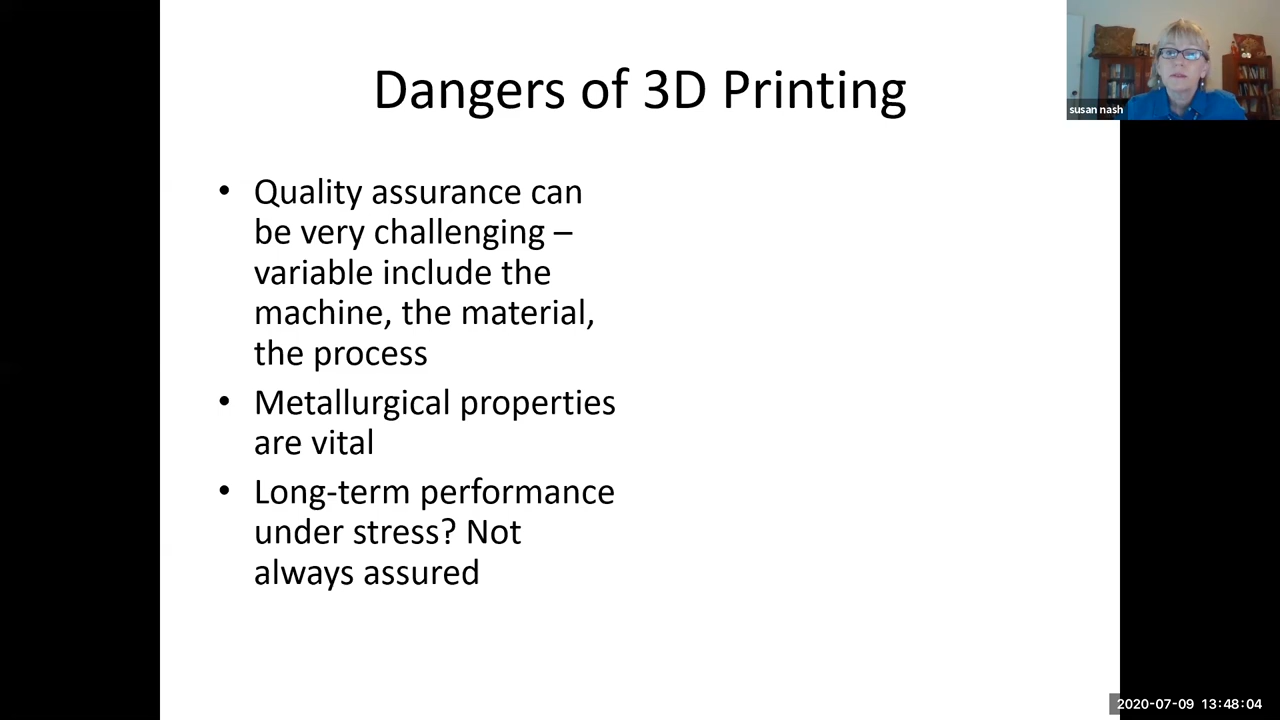 Dangers of 3D Printing
susan nash
• Quality assurance can
be very challenging –
variable include the
machine, the material,
the process
• Metallurgical properties
are vital
• Long-term performance
under stress? Not
always assured
2020-07-09 13:48:04